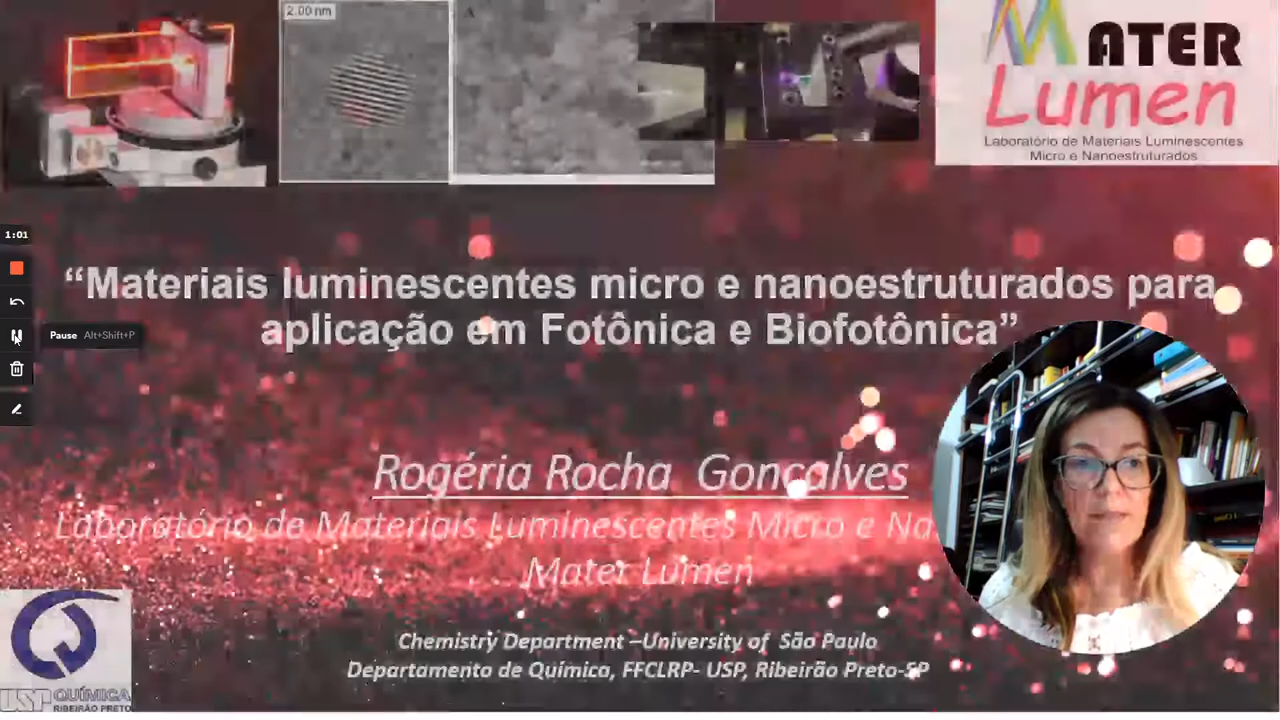 2.00 nm
A
MATER
Lumen
Laboratório de Materiais Luminescentes
Micro e Nanoestruturados
1:01
“Materiais luminescentes micro e nanoestruturados para
aplicação em Fotônica e Biofotônica”
Pause Alt+Shift+P
Rogéria Rocha Gonçalves
Laboratório de Materiais Luminescentes Micro e Na
Mater Lumen
Chemistry Department –University of São Paulo
Departamento de Química, FFCLRP- USP, Ribeirão Preto-SP
USP QUÍMICA
RIBEIRÃO PRETO